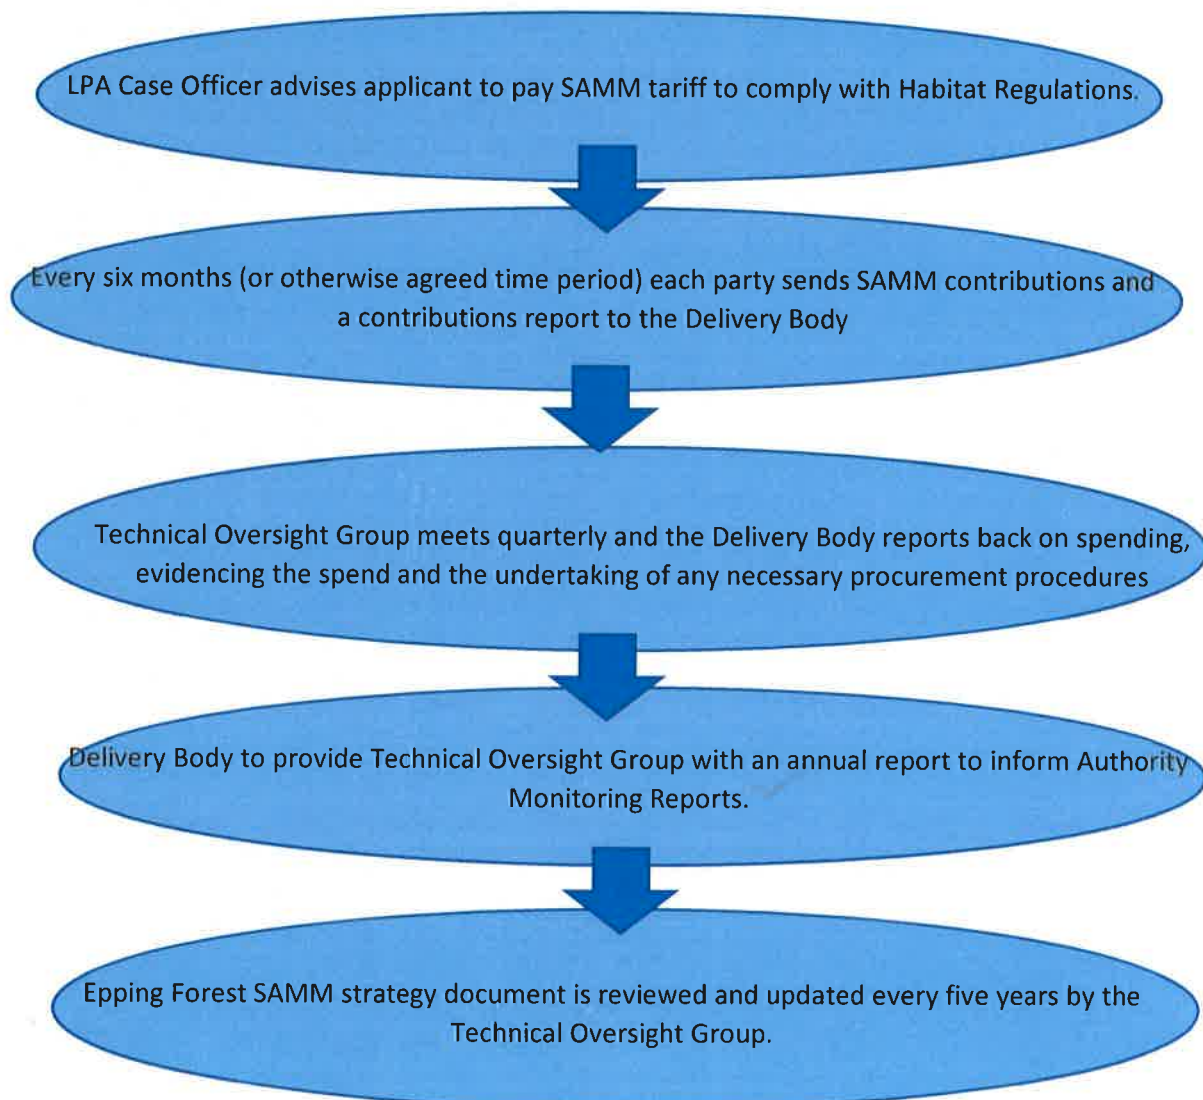 LPA Case Officer advises applicant to pay SAMM tariff to comply with Habitat Regulations.
Every six months (or otherwise agreed time period) each party sends SAMM contributions and
a contributions report to the Delivery Body
Technical Oversight Group meets quarterly and the Delivery Body reports back on spending,
evidencing the spend and the undertaking of any necessary procurement procedures
Delivery Body to provide Technical Oversight Group with an annual report to inform Authority
Monitoring Reports.
Epping Forest SAMM strategy document is reviewed and updated every five years by the
Technical Oversight Group.